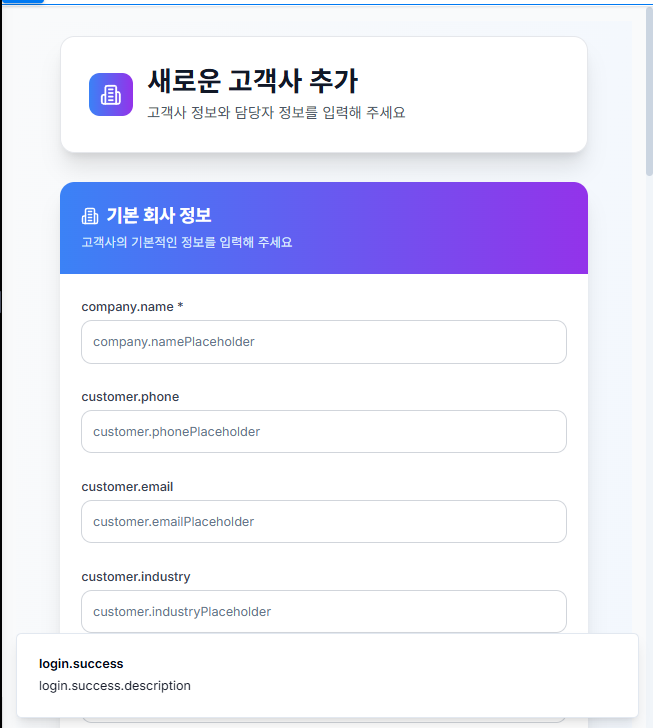 새로운 고객사 추가
고객사 정보와 담당자 정보를 입력해 주세요
기본 회사 정보
고객사의 기본적인 정보를 입력해 주세요
company.name *
company.namePlaceholder
customer.phone
customer.phonePlaceholder
customer.email
customer.emailPlaceholder
customer.industry
customer.industryPlaceholder
login.success
login.success.description